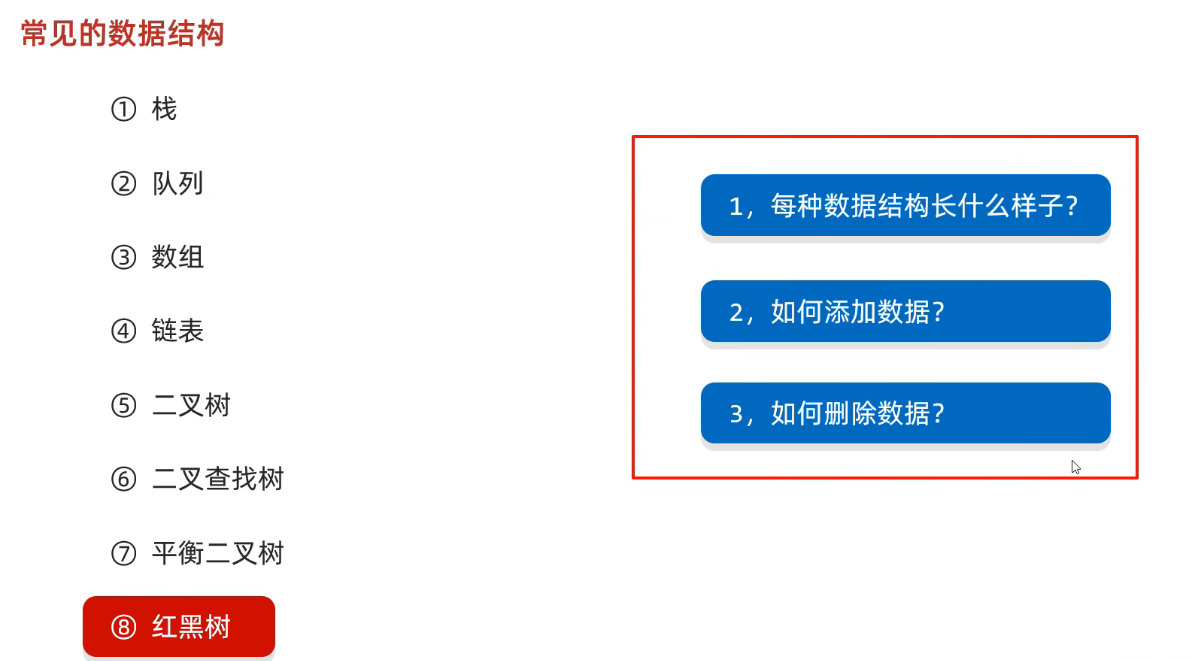 常见的数据结构
① 栈
② 队列
③ 数组
④ 链表
⑤ 二叉树
⑥ 二叉查找树
⑦ 平衡二叉树
⑧ 红黑树
1，每种数据结构长什么样子？
2，如何添加数据？
3，如何删除数据？